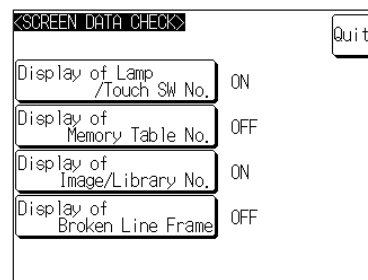 <SCREEN DATA CHECK>
Quit
Display of Lamp
/Touch SW No.
ON
Display of
Memory Table No.
OFF
Display of
Image/Library No.
ON
Display of
Broken Line Frame
OFF